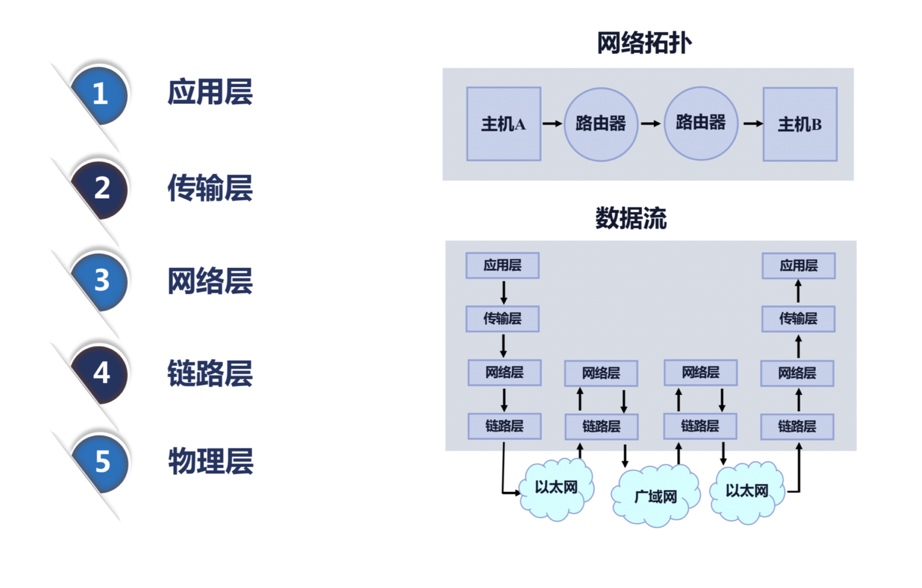 1 应用层
2 传输层
3 网络层
4 链路层
5 物理层
网络拓扑
主机A 路由器 路由器 主机B
数据流
应用层 应用层
传输层 传输层
网络层 网络层 网络层 网络层
链路层 链路层 链路层 链路层
以太网 广域网 以太网